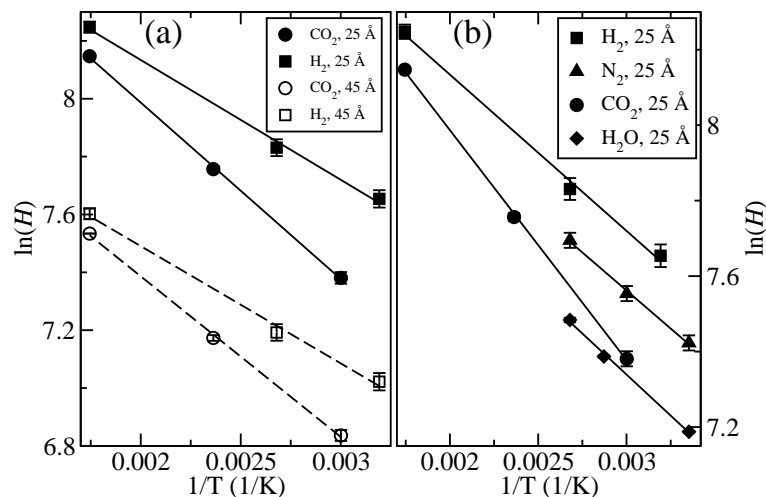 (a)
CO2, 25 Å
H2, 25 Å
CO2, 45 Å
H2, 45 Å
8
7.6
7.2
6.8
ln(H)
0.002
0.0025
0.003
1/T (1/K)
(b)
H2, 25 Å
N2, 25 Å
CO2, 25 Å
H2O, 25 Å
8
7.6
7.2
ln(H)
0.002
0.0025
0.003
1/T (1/K)